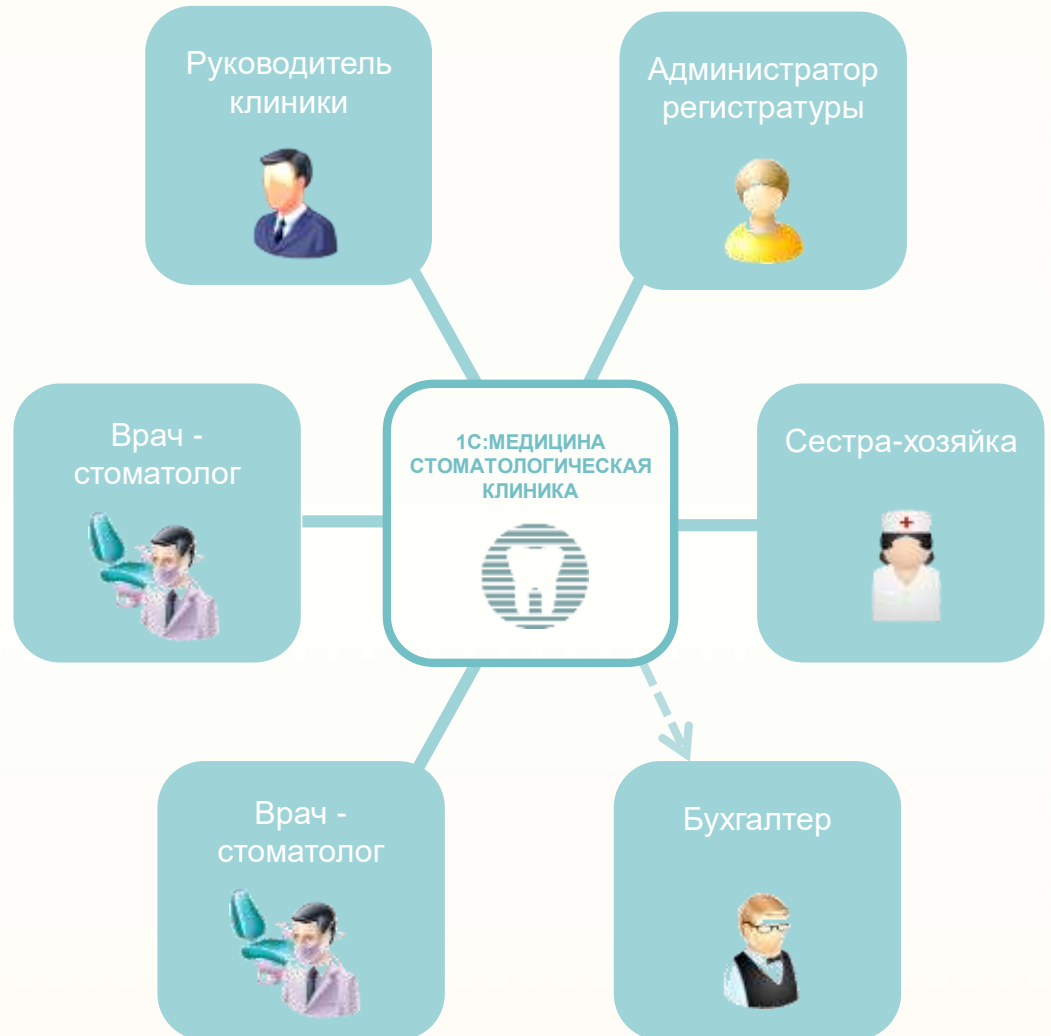 Руководитель
клиники
Администратор
регистратуры
Врач -
стоматолог
1С:МЕДИЦИНА
СТОМАТОЛОГИЧЕСКАЯ
КЛИНИКА
Сестра-хозяйка
Врач -
стоматолог
Бухгалтер